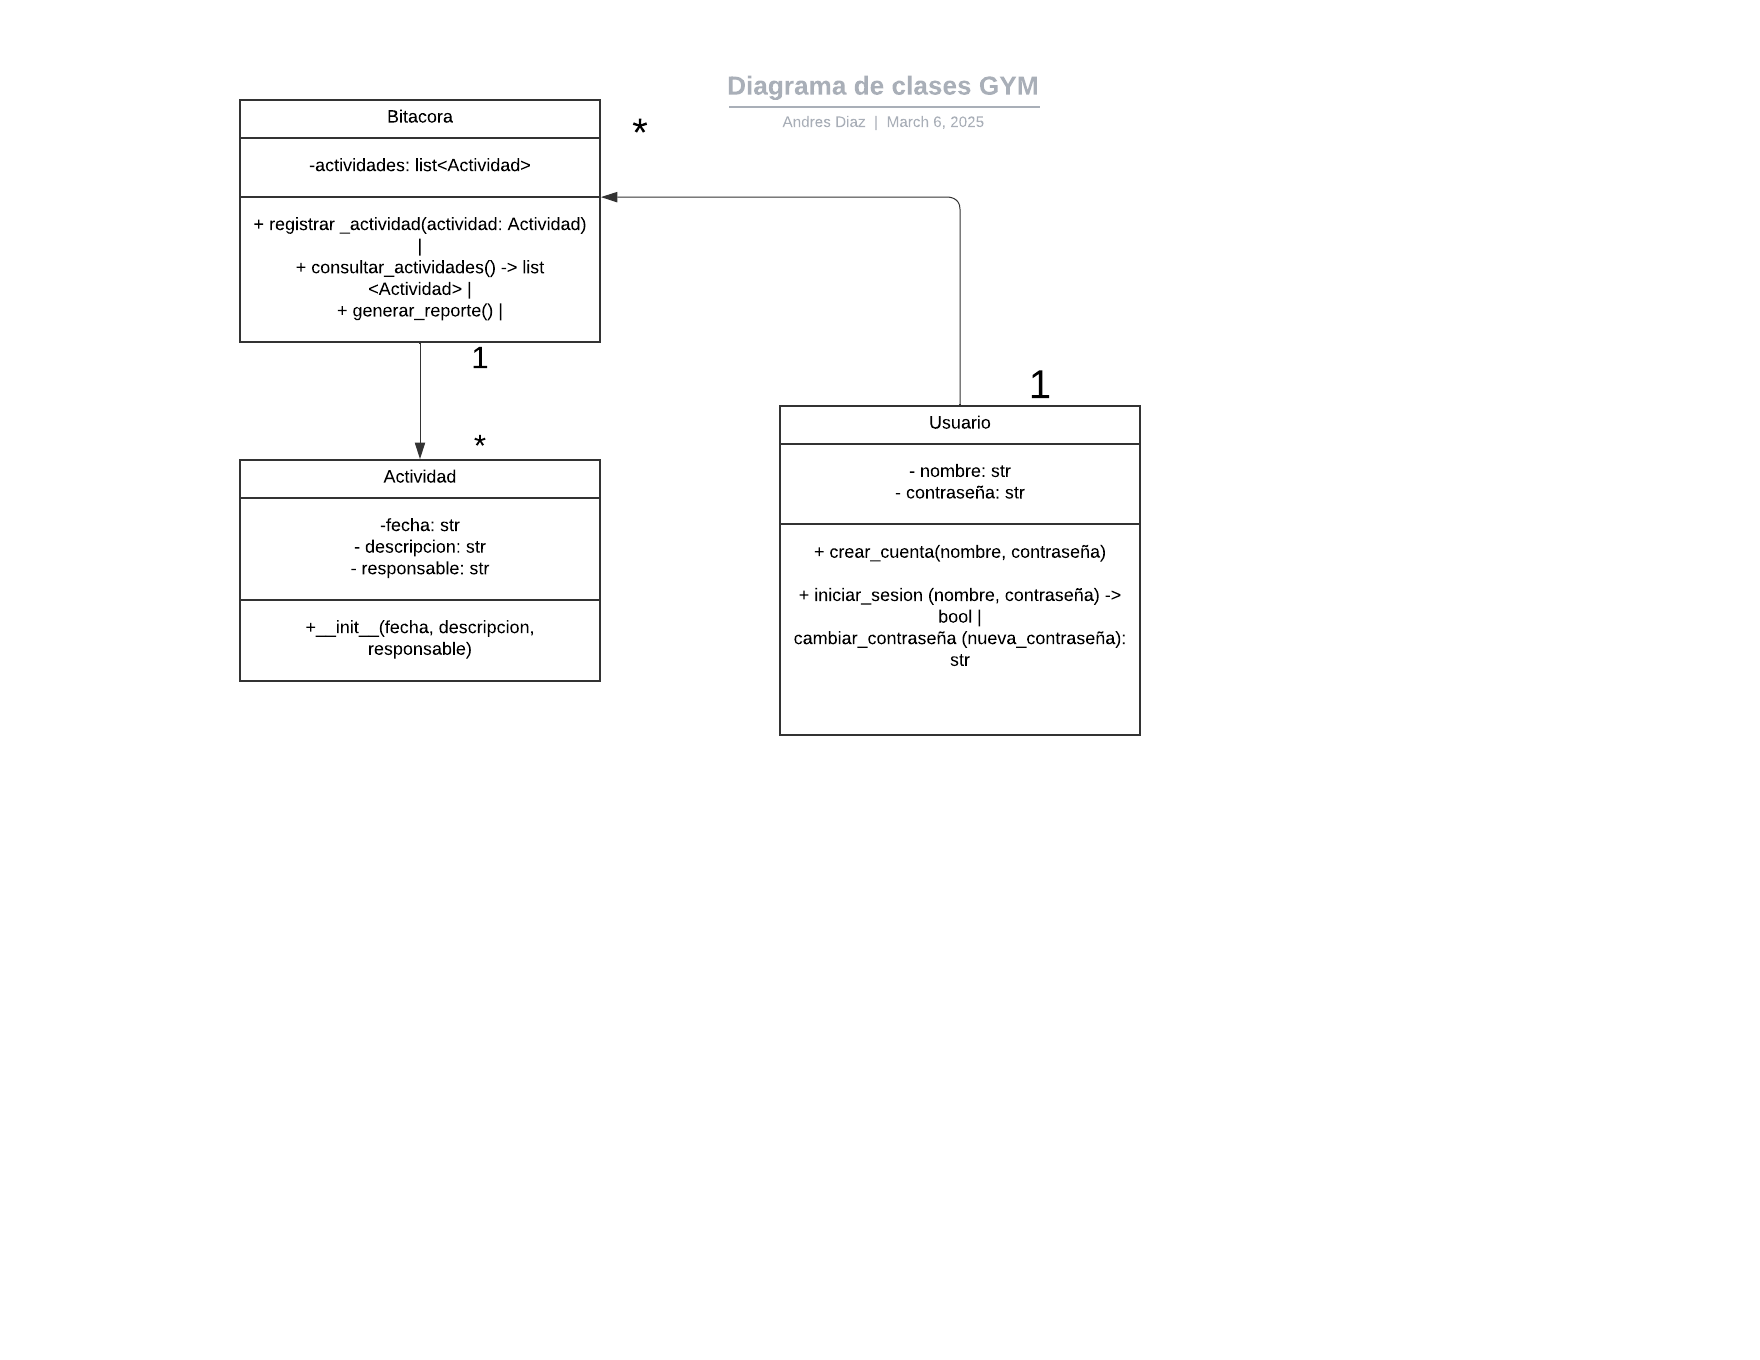 Diagrama de clases GYM
Andres Diaz | March 6, 2025
Bitacora
*
-actividades: list<Actividad>
+ registrar _actividad(actividad: Actividad)
|
+ consultar_actividades() -> list
<Actividad> |
+ generar_reporte() |
1
*
Actividad
-fecha: str
- descripcion: str
- responsable: str
+__init__(fecha, descripcion,
responsable)
1
Usuario
- nombre: str
- contraseña: str
+ crear_cuenta(nombre, contraseña)
+ iniciar_sesion (nombre, contraseña) ->
bool |
cambiar_contraseña (nueva_contraseña):
str